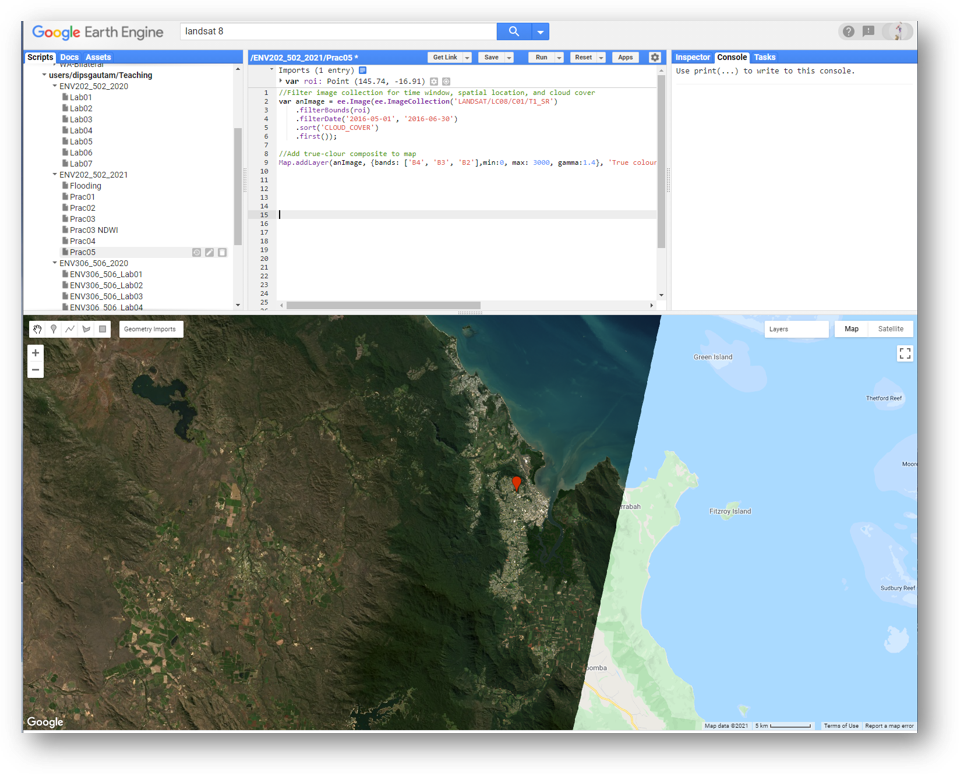 Google Earth Engine
landsat 8
Scripts Docs Assets
WA-Bilateral
users/dipsgautam/Teaching
ENV202_502_2020
Lab01
Lab02
Lab03
Lab04
Lab05
Lab06
Lab07
ENV202_502_2021
Flooding
Prac01
Prac02
Prac03
Prac03 NDWI
Prac04
Prac05
ENV306_506_2020
ENV306_506_Lab01
ENV306_506_Lab02
ENV306_506_Lab03
ENV306_506_Lab04
/ENV202_502_2021/Prac05 *
Get Link Save Run Reset Apps
Imports (1 entry)
var roi: Point (145.74, -16.91)
1 //Filter image collection for time window, spatial location, and cloud cover
2 var anImage = ee.Image(ee.ImageCollection('LANDSAT/LC08/C01/T1_SR')
3 .filterBounds(roi)
4 .filterDate('2016-05-01', '2016-06-30')
5 .sort('CLOUD_COVER')
6 .first());
7
8 //Add true-clour composite to map
9 Map.addLayer(anImage, {bands: ['B4', 'B3', 'B2'],min:0, max: 3000, gamma:1.4}, 'True colour
10
11
12
13
14
15
16
17
18
19
20
21
22
23
24
25
Inspector Console Tasks
Use print(...) to write to this console.
Geometry Imports
Layers
Map Satellite
+
−
Green Island
Thetford Reef
Moor
rrabah
Fitzroy Island
Sudbury Reef
oomba
Google
Map data ©2021 5 km Terms of Use Report a map error